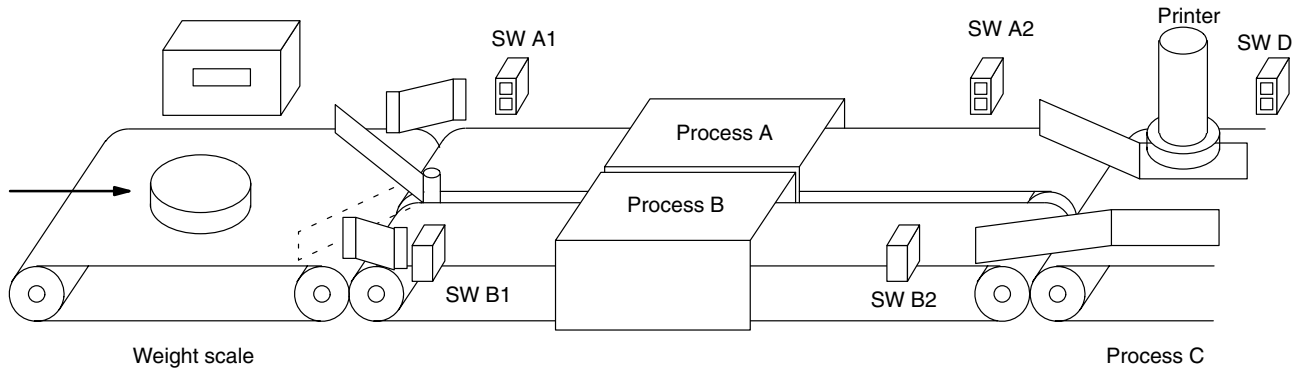 Printer
SW A1
SW A2
SW D
Process A
Process B
SW B1
SW B2
Weight scale
Process C